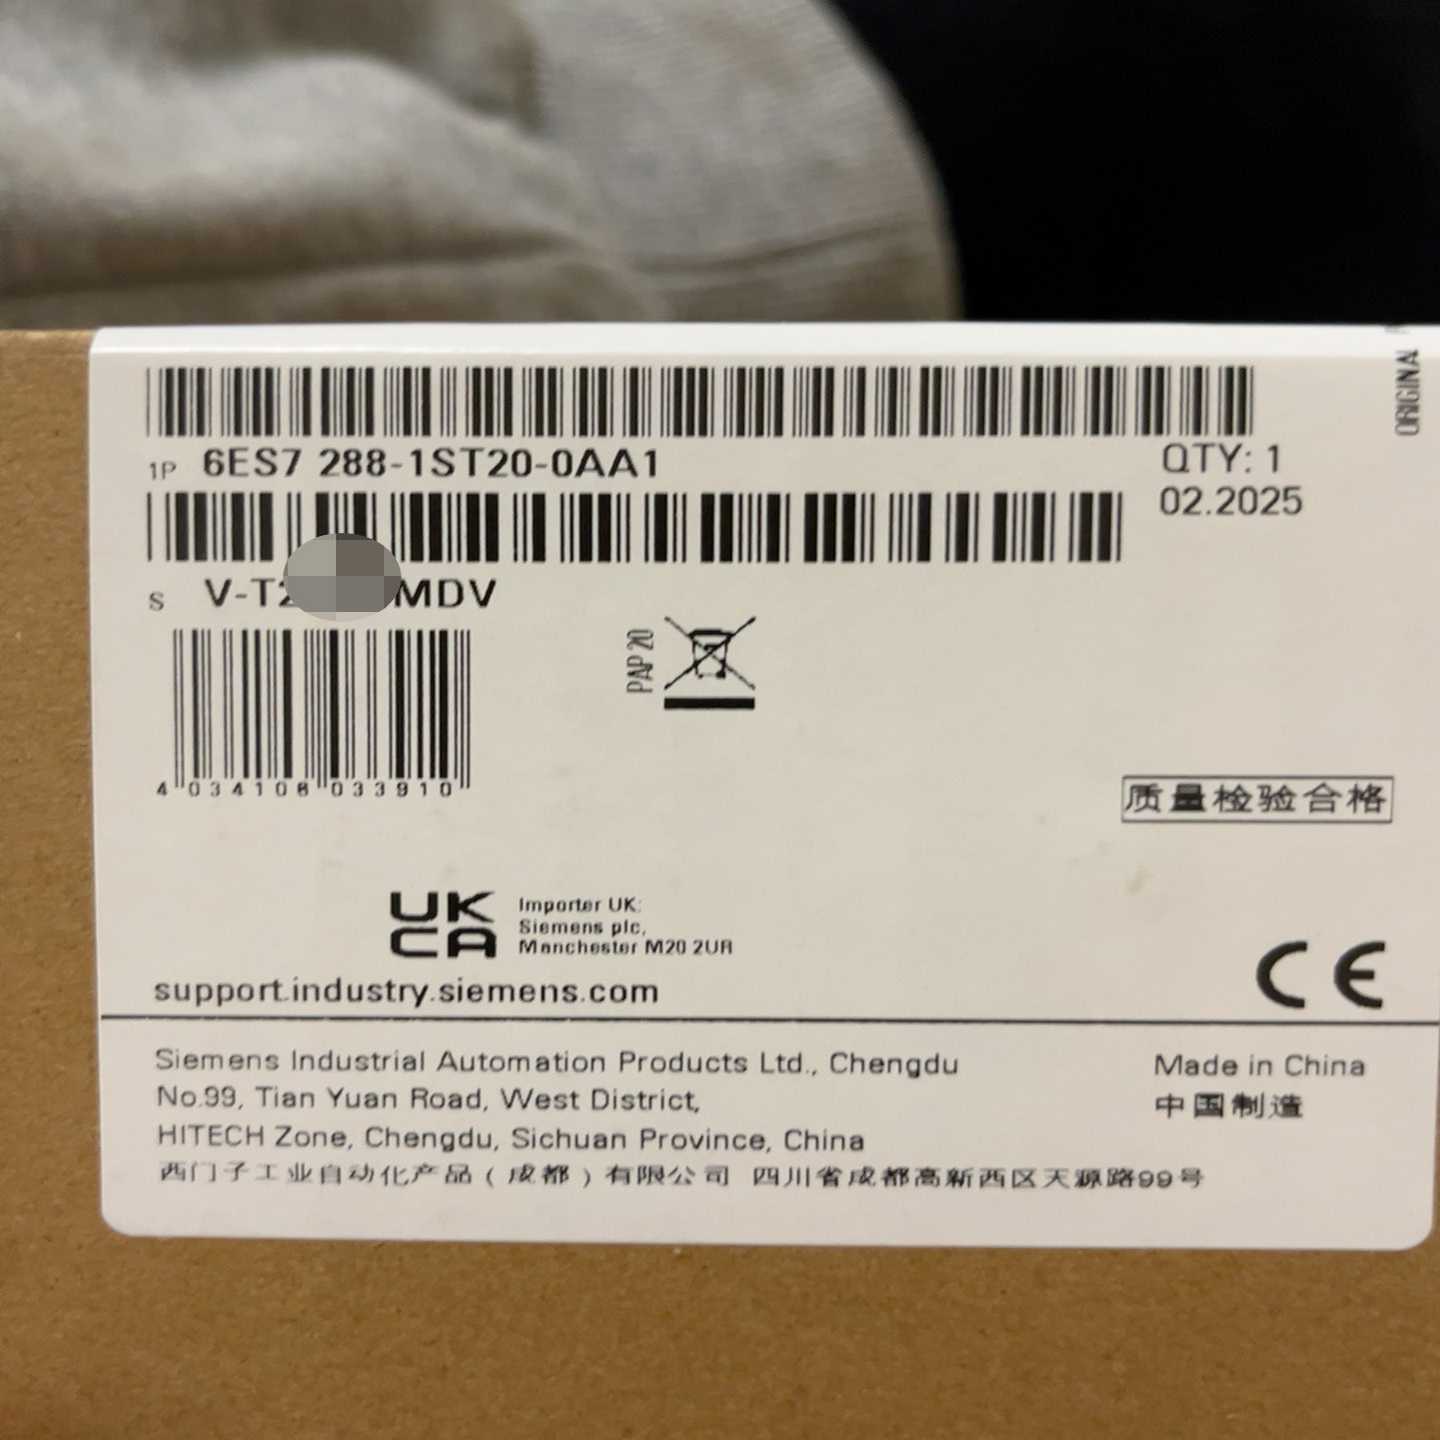 ORIGINA
1P 6ES7 288-1ST20-0AA1
QTY: 1
02.2025
S V-T2 MDV
PAP 20
4 034106 033910
质量检验合格
UK
CA
Importer UK:
Siemens plc,
Manchester M20 2UR
CE
support.industry.siemens.com
Siemens Industrial Automation Products Ltd., Chengdu
No.99, Tian Yuan Road, West District,
HITECH Zone, Chengdu, Sichuan Province, China
Made in China
中国制造
西门子工业自动化产品（成都）有限公司 四川省成都高新西区天源路99号